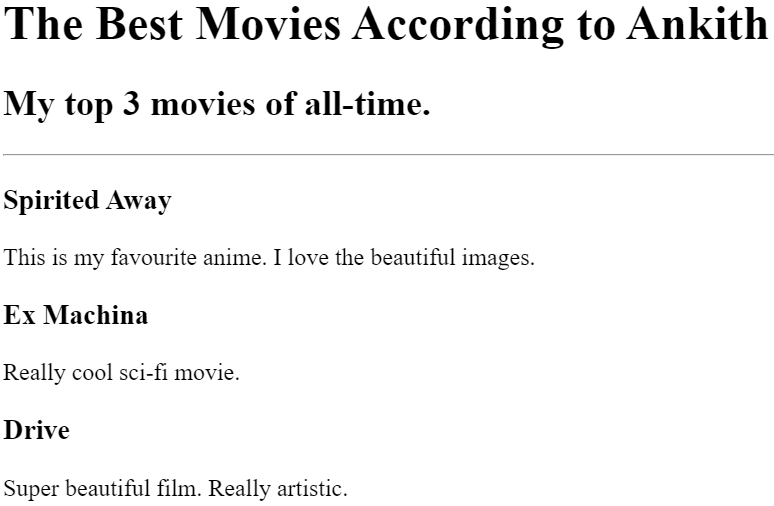 The Best Movies According to Ankith
My top 3 movies of all-time.
Spirited Away
This is my favourite anime. I love the beautiful images.
Ex Machina
Really cool sci-fi movie.
Drive
Super beautiful film. Really artistic.